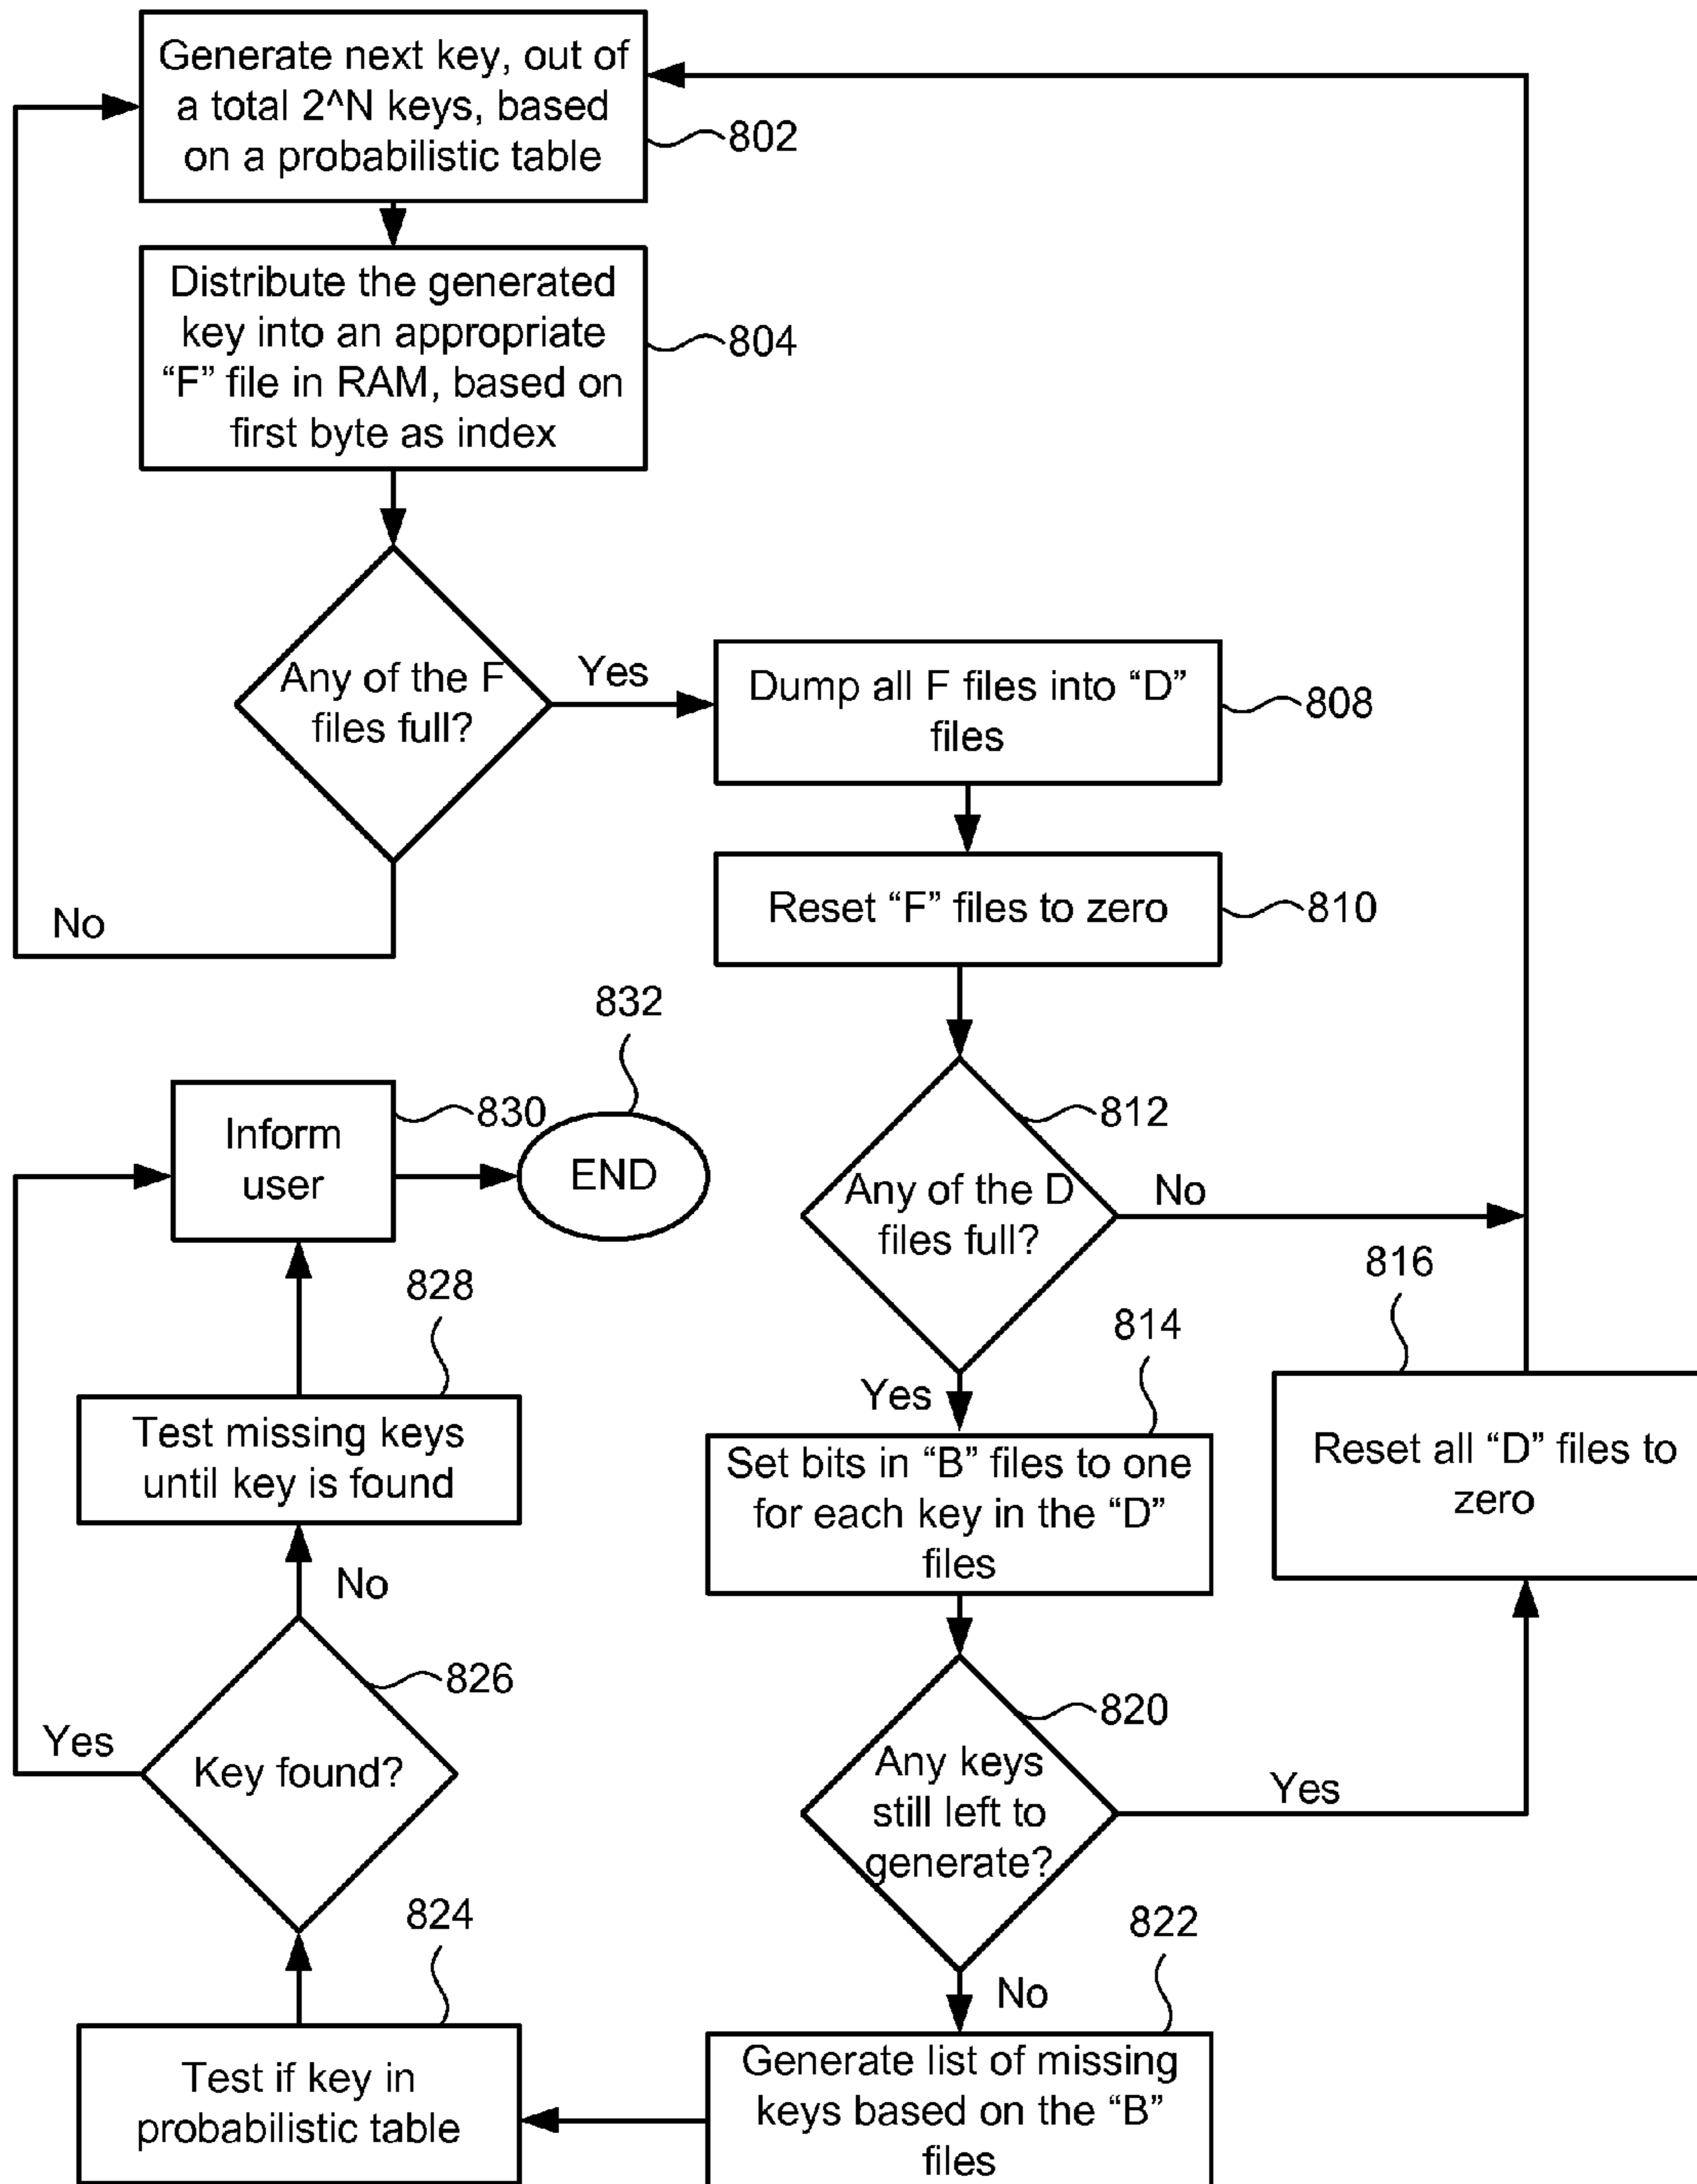 Generate next key, out of
a total 2^N keys, based
on a probabilistic table
802
Distribute the generated
key into an appropriate
“F” file in RAM, based on
first byte as index
804
Any of the F
files full?
Yes
No
Dump all F files into “D”
files
808
Reset “F” files to zero
810
832
Inform
user
830
END
812
Any of the D
files full?
No
816
814
828
Yes
Test missing keys
until key is found
Set bits in “B” files to one
for each key in the “D”
files
Reset all “D” files to
zero
No
826
820
Yes
Key found?
Any keys
still left to
generate?
Yes
824
822
No
Test if key in
probabilistic table
Generate list of missing
keys based on the “B”
files